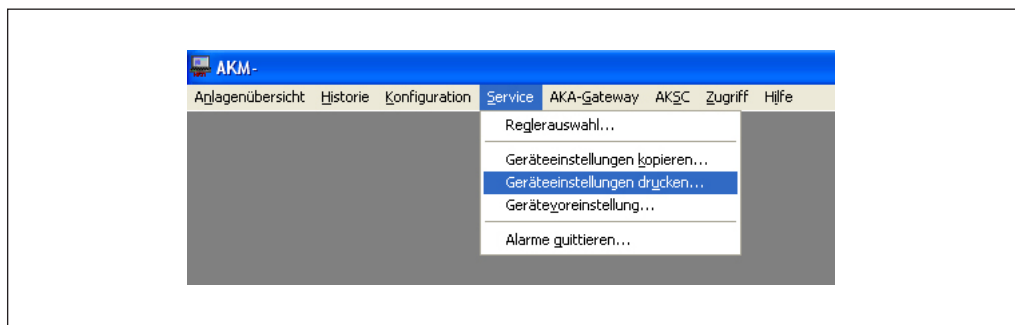 AKM-
Anlagenübersicht Historie Konfiguration Service AKA-Gateway AKSC Zugriff Hilfe
Reglerauswahl...
Geräteeinstellungen kopieren...
Geräteeinstellungen drucken...
Gerätevoreinstellung...
Alarme quittieren...